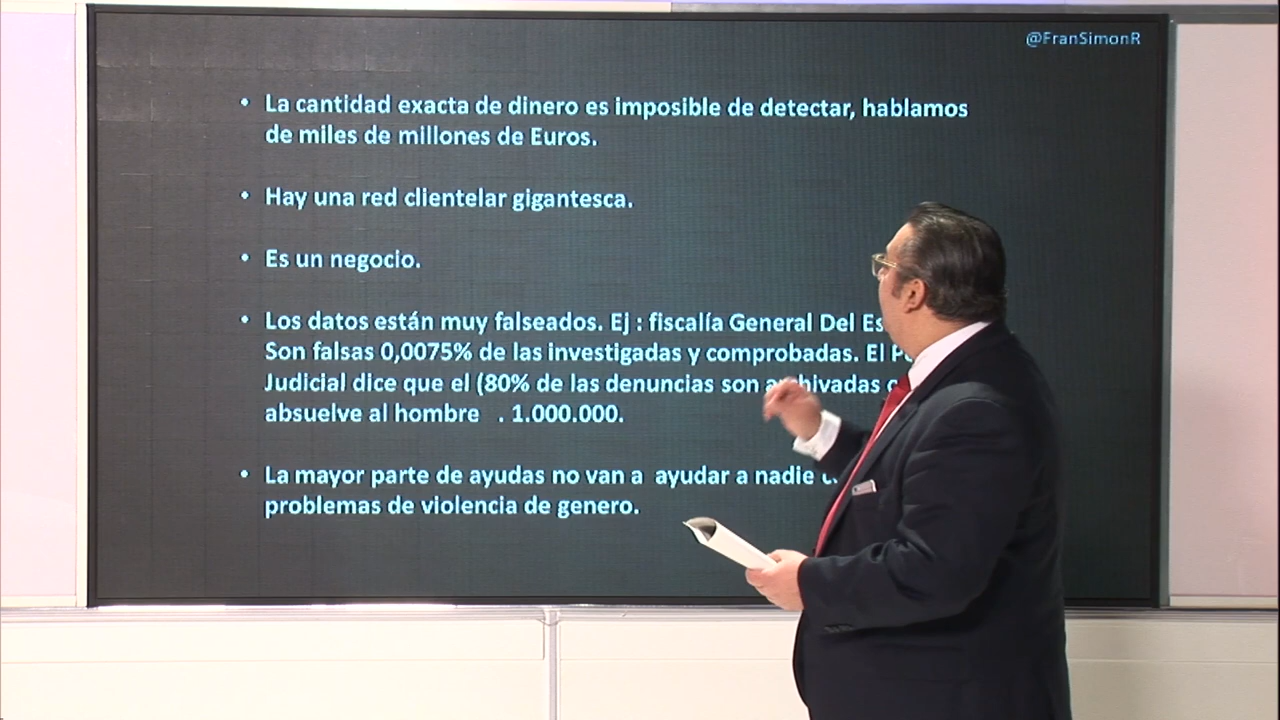 @FranSimonR
• La cantidad exacta de dinero es imposible de detectar, hablamos
de miles de millones de Euros.
• Hay una red clientelar gigantesca.
• Es un negocio.
• Los datos están muy falseados. Ej : fiscalía General Del
Son falsas 0,0075% de las investigadas y comprobadas. El
Judicial dice que el (80% de las denuncias son archivadas
absuelve al hombre . 1.000.000.
• La mayor parte de ayudas no van a ayudar a nadie
problemas de violencia de genero.